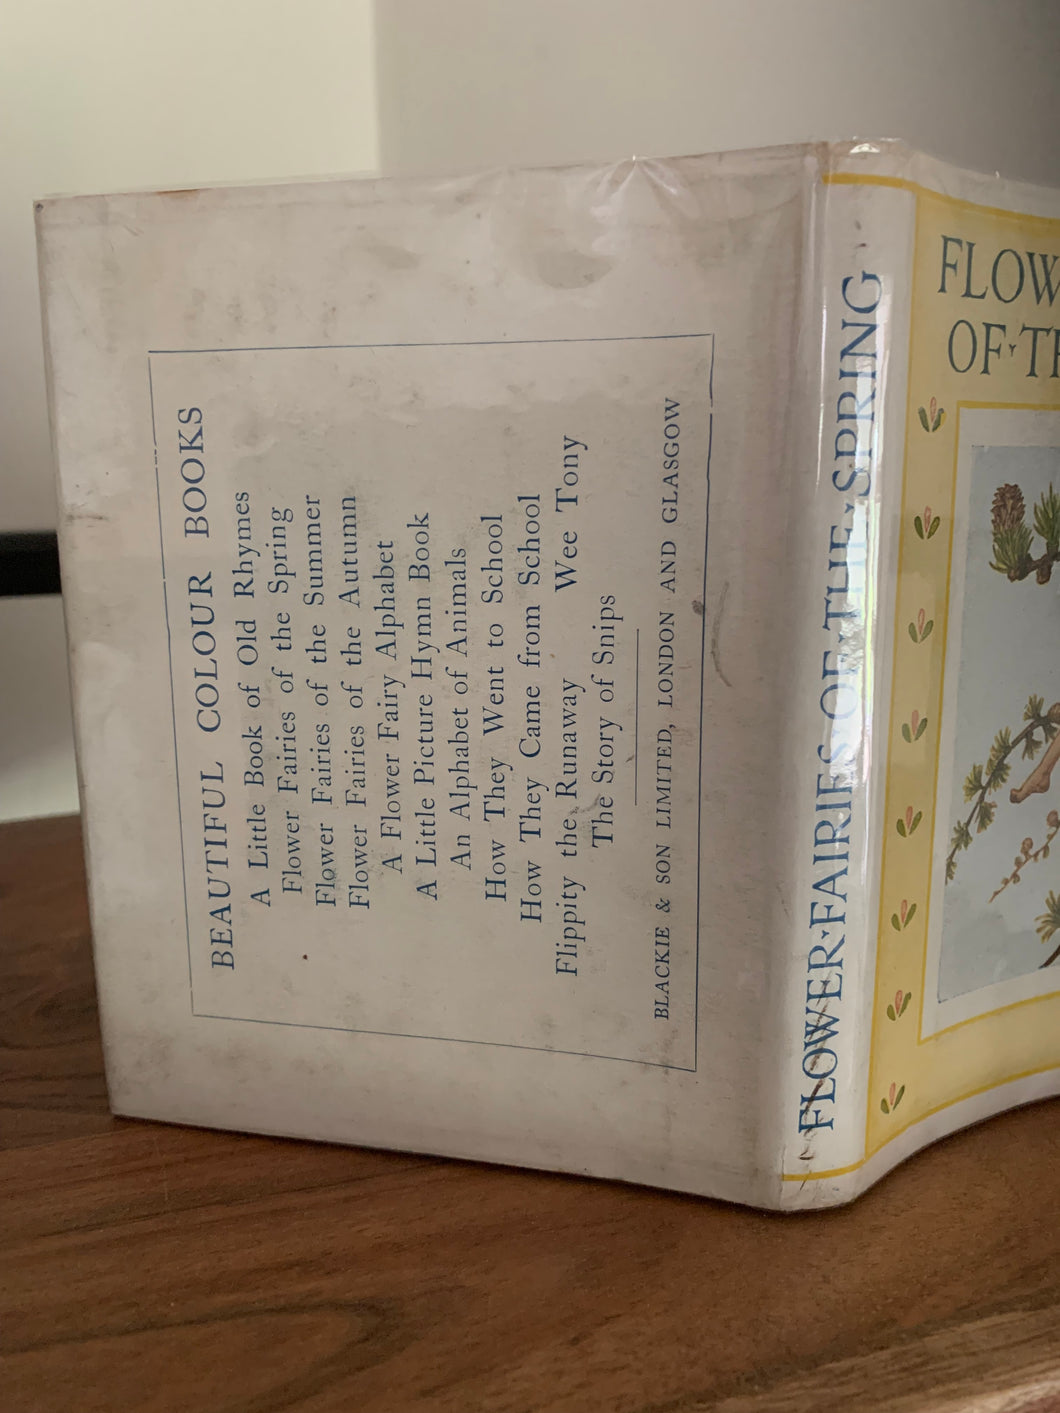 BEAUTIFUL COLOUR BOOKS
A Little Book of Old Rhymes
Flower Fairies of the Spring
Flower Fairies of the Summer
Flower Fairies of the Autumn
A Flower Fairy Alphabet
A Little Picture Hymn Book
An Alphabet of Animals
How They Went to School
How They Came from School
Flippity the Runaway Wee Tony
The Story of Snips
BLACKIE & SON LIMITED, LONDON AND GLASGOW
FLOWER·FAIRIES·OF·THE·SPRING
FLOW
OF·TH